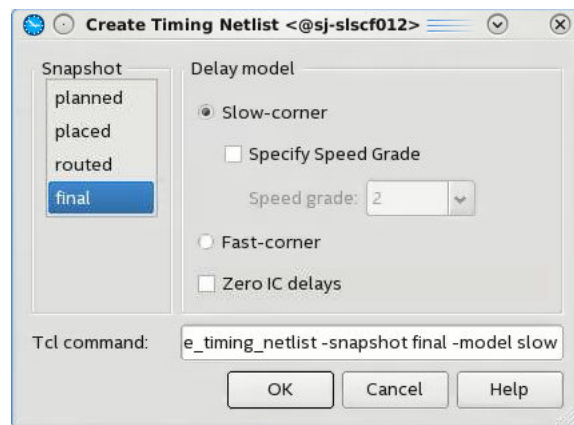 Create Timing Netlist <@sj-slscf012>
Snapshot
planned
placed
routed
final
Delay model
Slow-corner
Specify Speed Grade
Speed grade: 2
Fast-corner
Zero IC delays
Tcl command: e_timing_netlist -snapshot final -model slow
OK Cancel Help